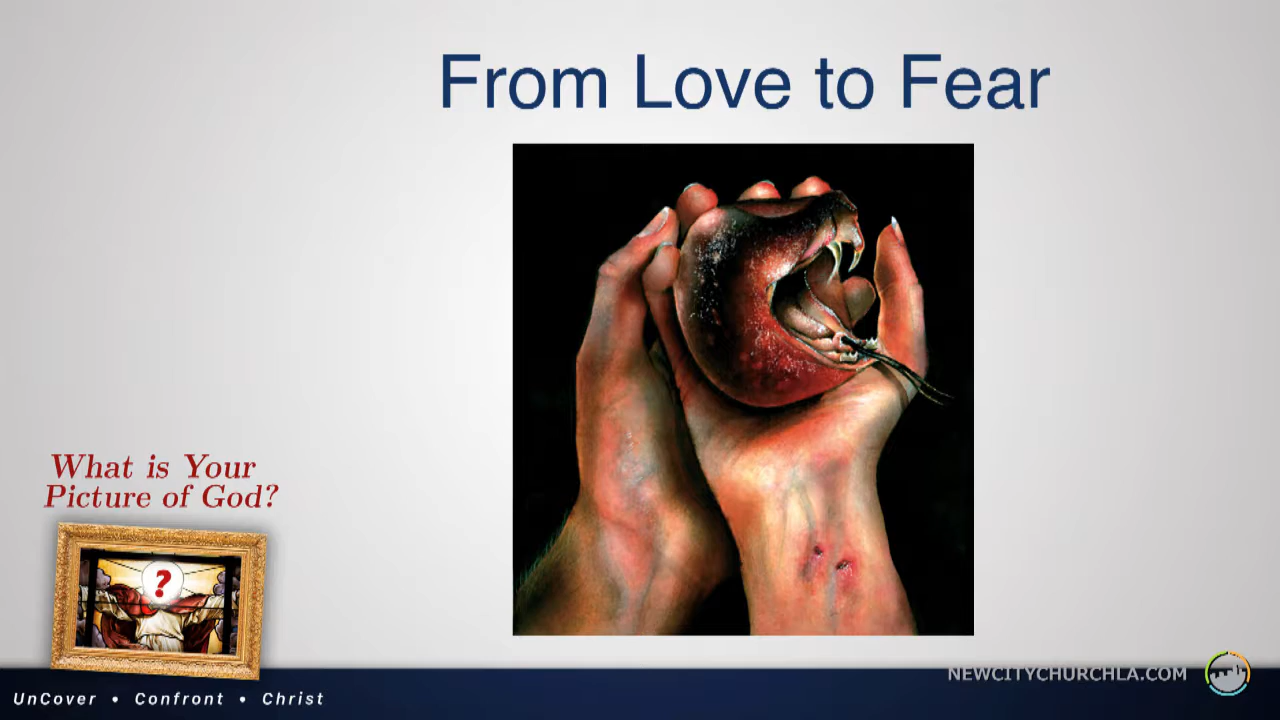 From Love to Fear
What is Your
Picture of God?
?
NEWCITYCHURCHLA.COM
UnCover • Confront • Christ